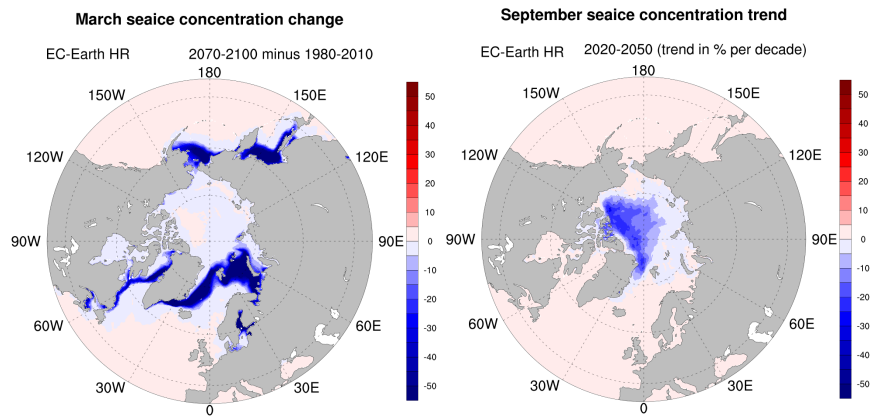 March seaice concentration change
EC-Earth HR 2070-2100 minus 1980-2010
180
150W 150E
120W 120E
90W 90E
60W 60E
30W 30E
0
50
40
30
20
10
0
-10
-20
-30
-40
-50
September seaice concentration trend
EC-Earth HR 2020-2050 (trend in % per decade)
180
150W 150E
120W 120E
90W 90E
60W 60E
30W 30E
0
50
40
30
20
10
0
-10
-20
-30
-40
-50